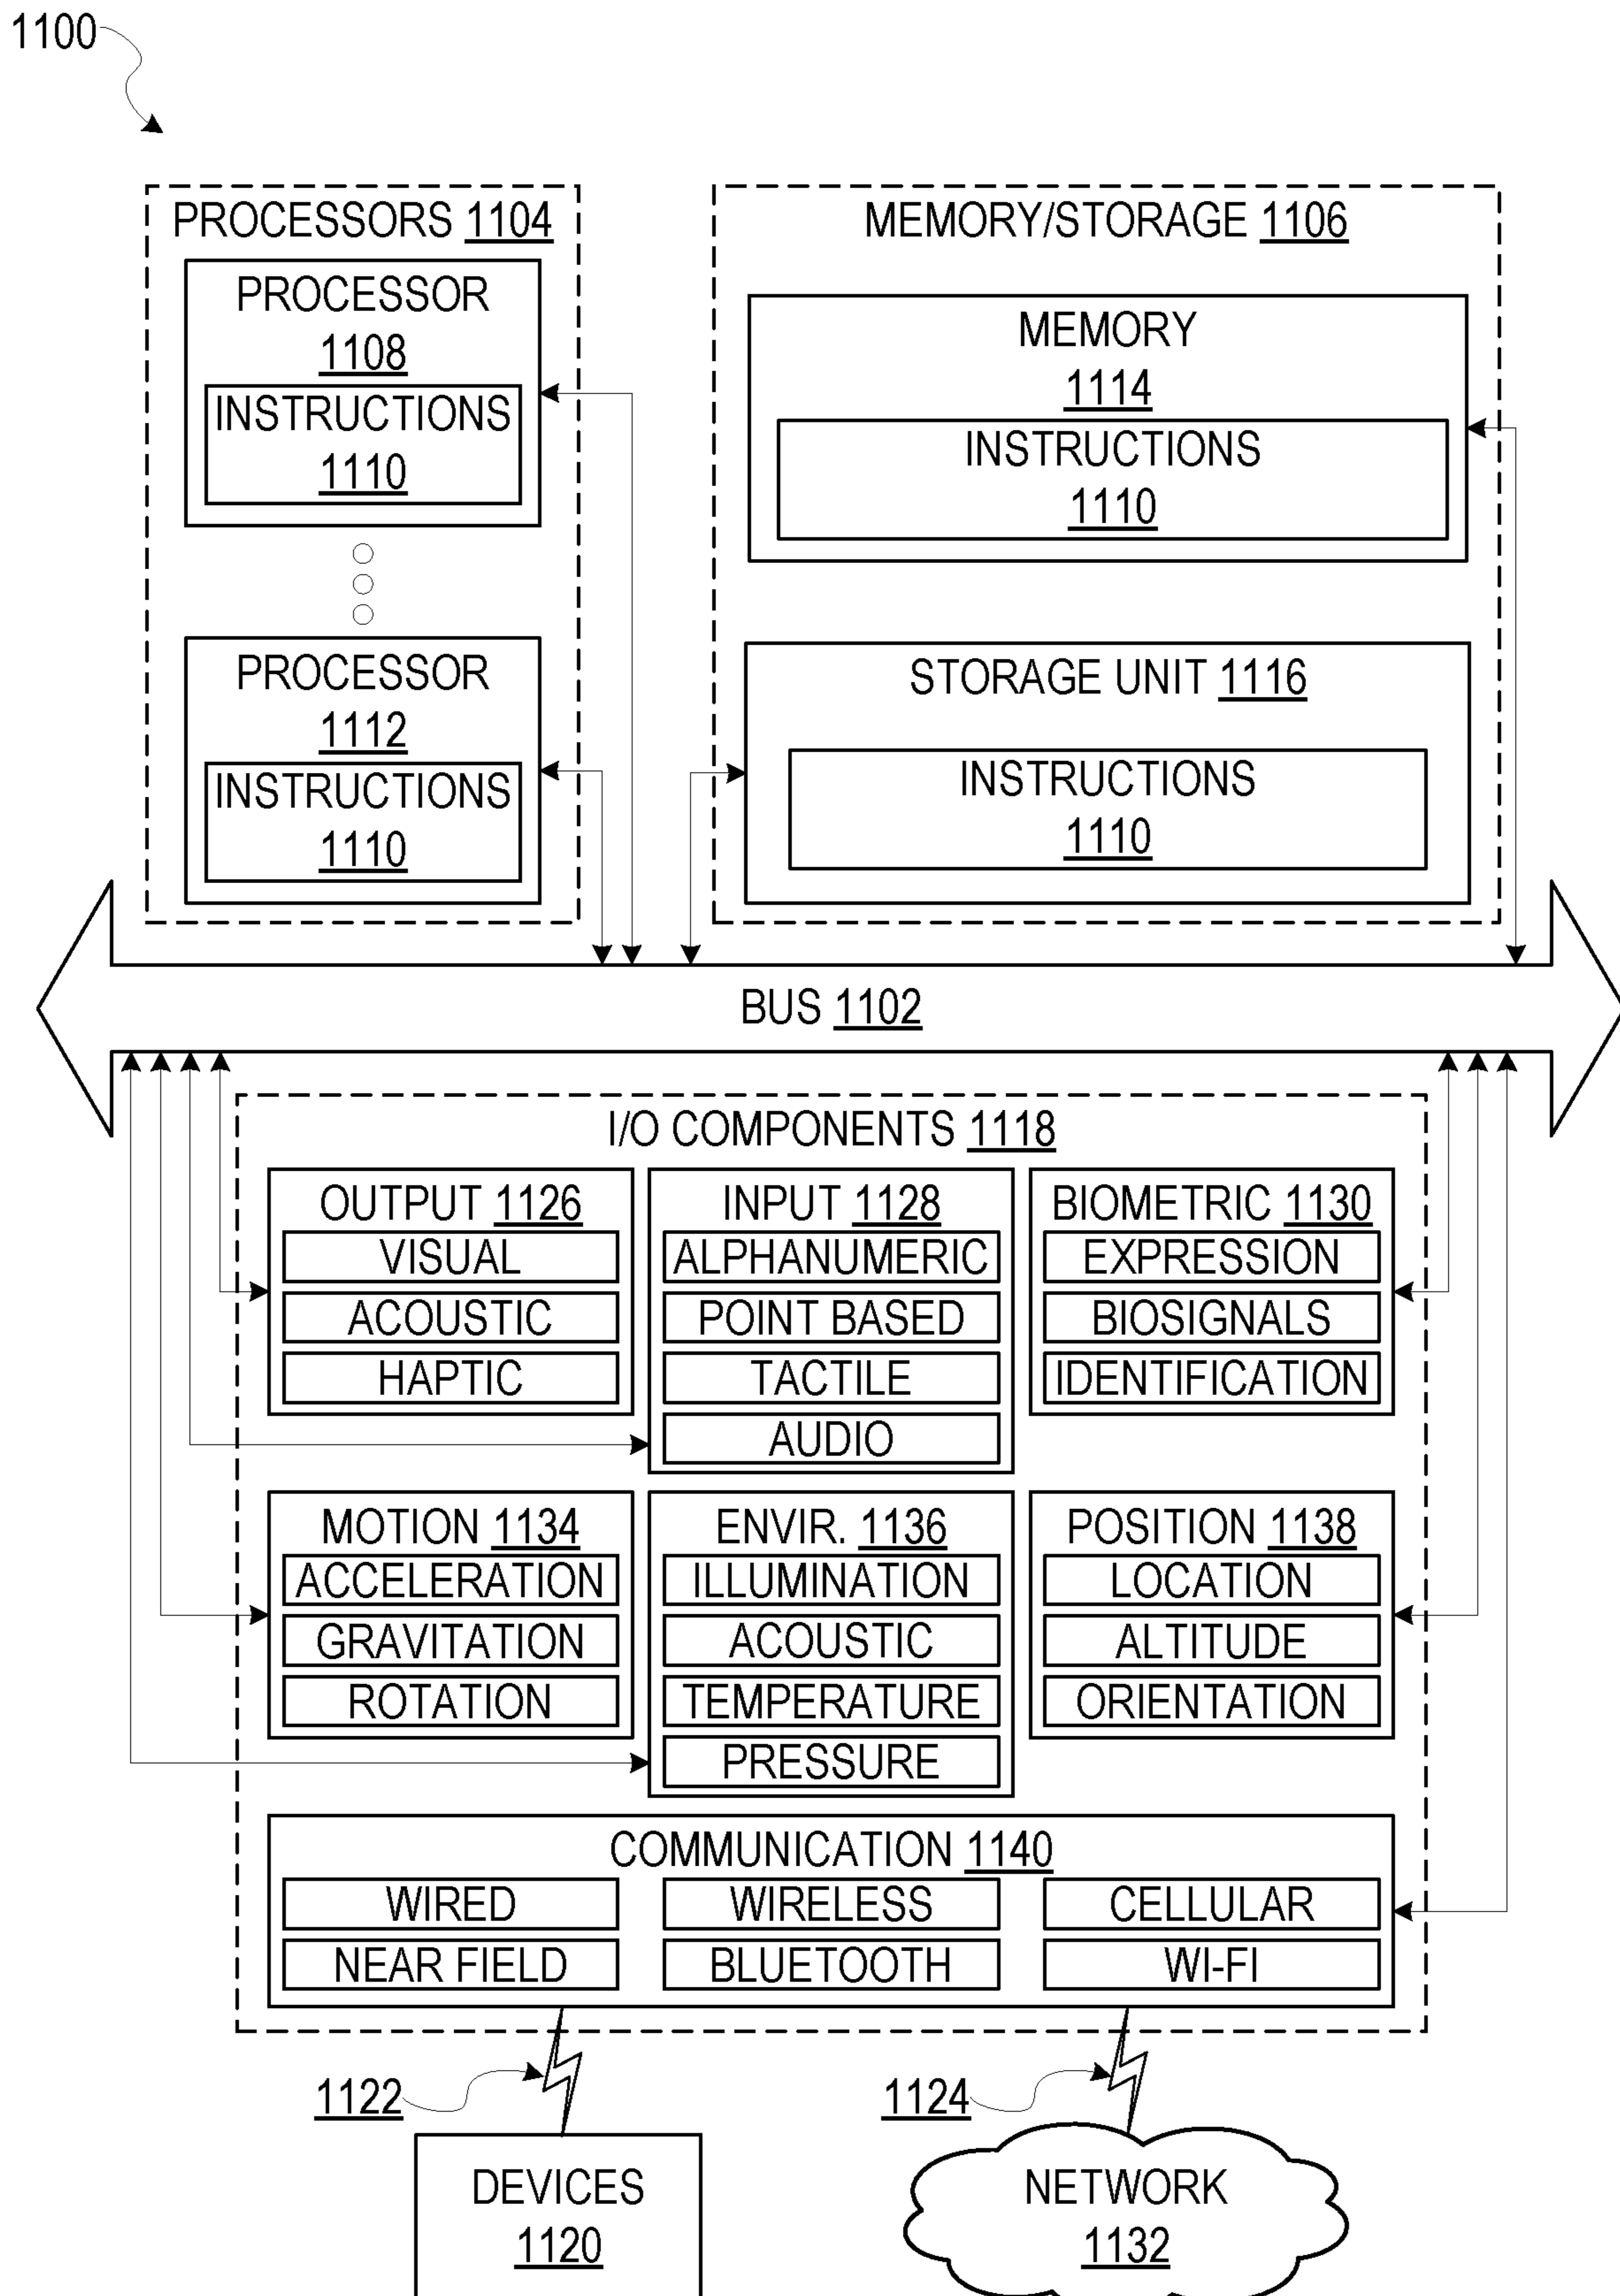 1100
PROCESSORS 1104
PROCESSOR
1108
INSTRUCTIONS
1110
PROCESSOR
1112
INSTRUCTIONS
1110
MEMORY/STORAGE 1106
MEMORY
1114
INSTRUCTIONS
1110
STORAGE UNIT 1116
INSTRUCTIONS
1110
BUS 1102
I/O COMPONENTS 1118
OUTPUT 1126
VISUAL
ACOUSTIC
HAPTIC
INPUT 1128
ALPHANUMERIC
POINT BASED
TACTILE
AUDIO
BIOMETRIC 1130
EXPRESSION
BIOSIGNALS
IDENTIFICATION
MOTION 1134
ACCELERATION
GRAVITATION
ROTATION
ENVIR. 1136
ILLUMINATION
ACOUSTIC
TEMPERATURE
PRESSURE
POSITION 1138
LOCATION
ALTITUDE
ORIENTATION
COMMUNICATION 1140
WIRED
WIRELESS
CELLULAR
NEAR FIELD
BLUETOOTH
WI-FI
1122
1124
DEVICES
1120
NETWORK
1132